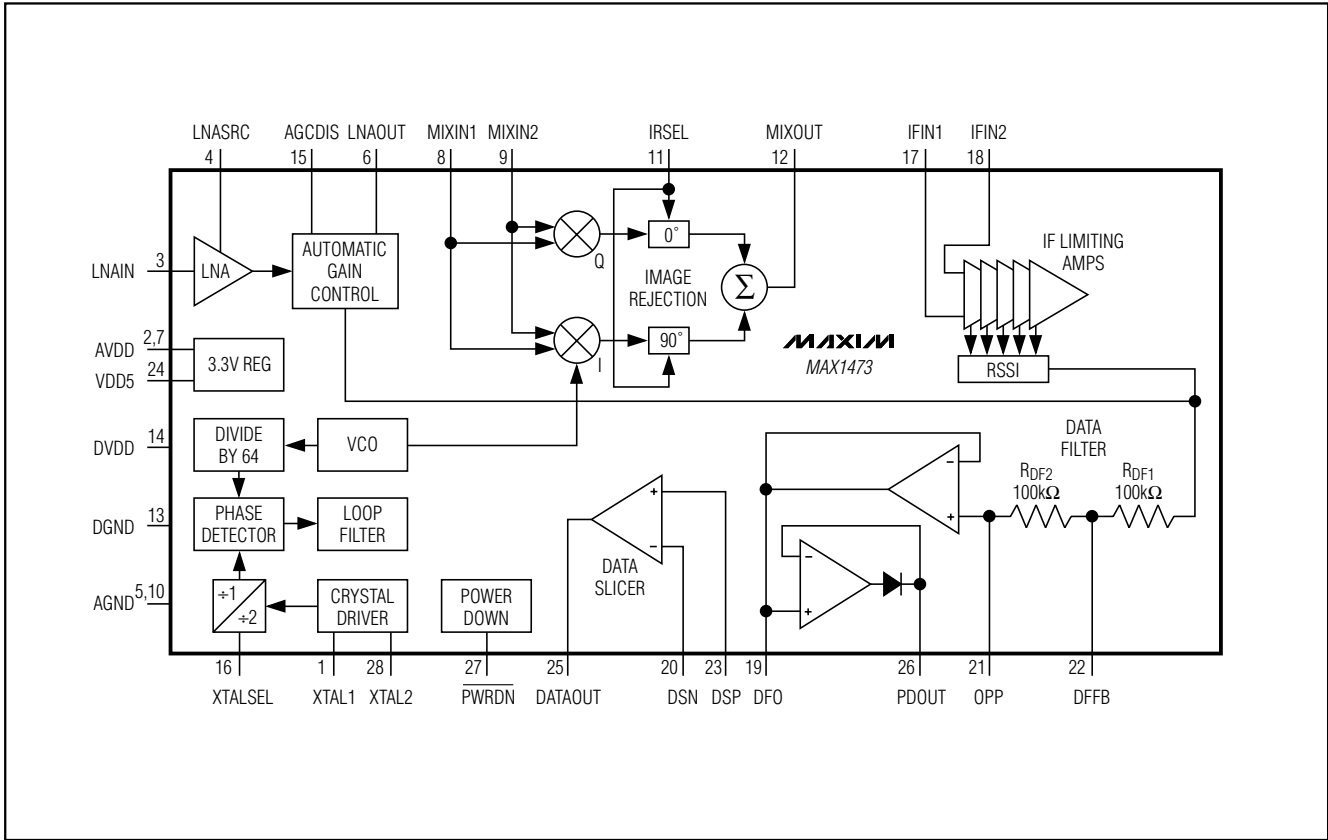 LNASRC AGCDIS LNAOUT MIXIN1 MIXIN2 IRSEL MIXOUT IFIN1 IFIN2
4 15 6 8 9 11 12 17 18
LNAIN 3
LNA
AUTOMATIC
GAIN
CONTROL
Q
0°
IMAGE
REJECTION
Σ
IF LIMITING
AMPS
I
90°
MAXIM
MAX1473
RSSI
AVDD 2,7
VDD5 24
3.3V REG
DVDD 14
DIVIDE
BY 64
VCO
DATA
FILTER
RDF2
100kΩ
RDF1
100kΩ
DGND 13
PHASE
DETECTOR
LOOP
FILTER
+
−
DATA
SLICER
−
+
−
+
AGND 5,10
÷1
÷2
CRYSTAL
DRIVER
POWER
DOWN
16 1 28 27 25 20 23 19 26 21 22
XTALSEL XTAL1 XTAL2 PWRDN DATAOUT DSN DSP DFO PDOUT OPP DFFB